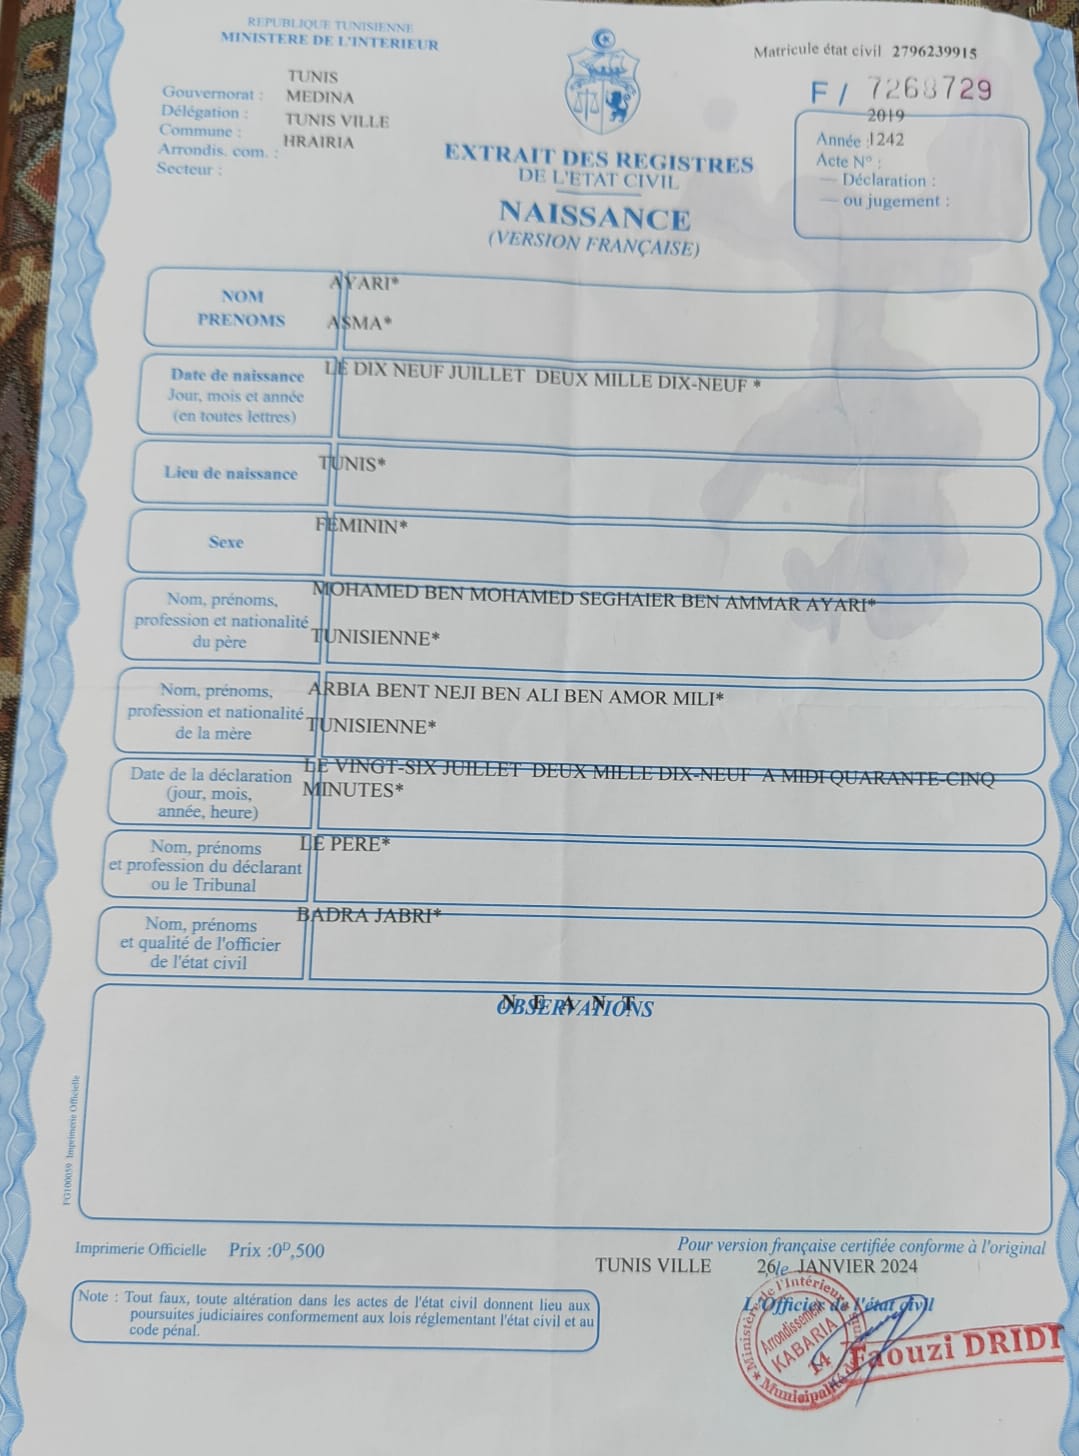 REPUBLIQUE TUNISIENNE
MINISTERE DE L'INTERIEUR
Gouvernorat : TUNIS
Délégation : MEDINA
Commune : TUNIS VILLE
Arrondis. com. : HRAIRIA
Secteur :
Matricule état civil 2796239915
F / 7268729
2019
Année : 1242
Acte N° :
— Déclaration :
— ou jugement :
EXTRAIT DES REGISTRES
DE L'ETAT CIVIL
NAISSANCE
(VERSION FRANÇAISE)
NOM AYARI*
PRENOMS ASMA*
Date de naissance LE DIX NEUF JUILLET DEUX MILLE DIX-NEUF *
Jour, mois et année
(en toutes lettres)
Lieu de naissance TUNIS*
Sexe FEMININ*
Nom, prénoms, MOHAMED BEN MOHAMED SEGHAIER BEN AMMAR AYARI*
profession et nationalité TUNISIENNE*
du père
Nom, prénoms, ARBIA BENT NEJI BEN ALI BEN AMOR MILI*
profession et nationalité TUNISIENNE*
de la mère
Date de la déclaration LE VINGT-SIX JUILLET DEUX MILLE DIX-NEUF A MIDI QUARANTE-CINQ
(jour, mois, MINUTES*
année, heure)
Nom, prénoms LE PERE*
et profession du déclarant
ou le Tribunal
Nom, prénoms BADRA JABRI*
et qualité de l'officier
de l'état civil
OBSERVATIONS
N E A N T
FG100059 Imprimerie Officielle
Imprimerie Officielle Prix :0ᴰ,500
Pour version française certifiée conforme à l'original
TUNIS VILLE 26 le JANVIER 2024
L'Officier de l'état civil
Note : Tout faux, toute altération dans les actes de l'état civil donnent lieu aux
poursuites judiciaires conformement aux lois réglementant l'état civil et au
code pénal.
Ministère de l'Intérieur
Arrondissement
KABARIA
14
Municipalité de
Faouzi DRIDI